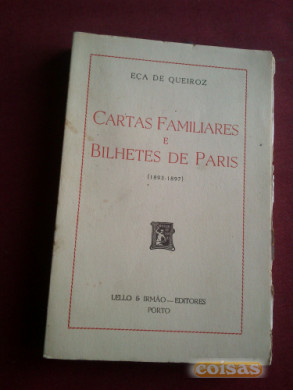 EÇA DE QUEIROZ
CARTAS FAMILIARES
E
BILHETES DE PARIS
(1893-1897)
LELLO & IRMÃO — EDITORES
PORTO
coisas